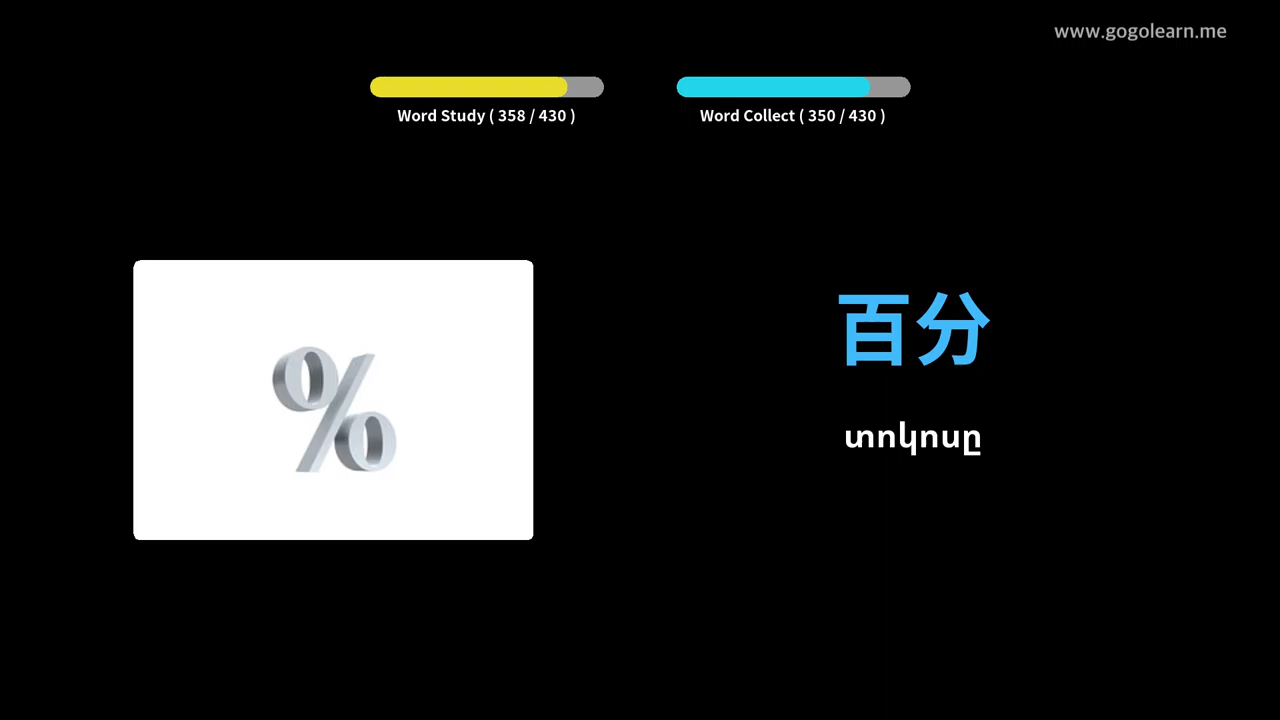 www.gogolearn.me
Word Study ( 358 / 430 )
Word Collect ( 350 / 430 )
%
百分
տոկոսը